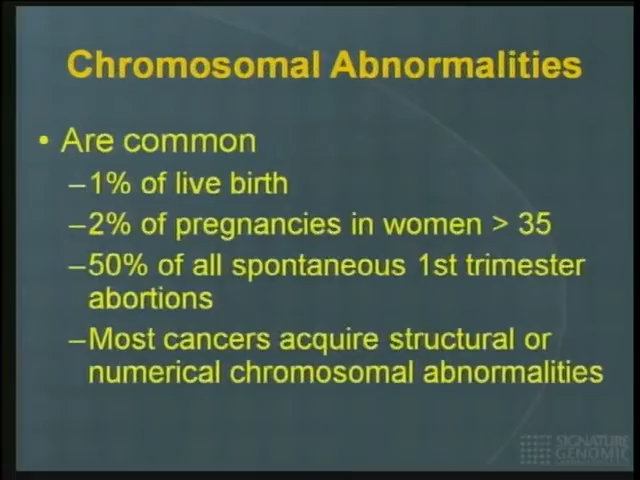 Chromosomal Abnormalities
• Are common
–1% of live birth
–2% of pregnancies in women > 35
–50% of all spontaneous 1st trimester
abortions
–Most cancers acquire structural or
numerical chromosomal abnormalities
SIGNATURE
GENOMIC